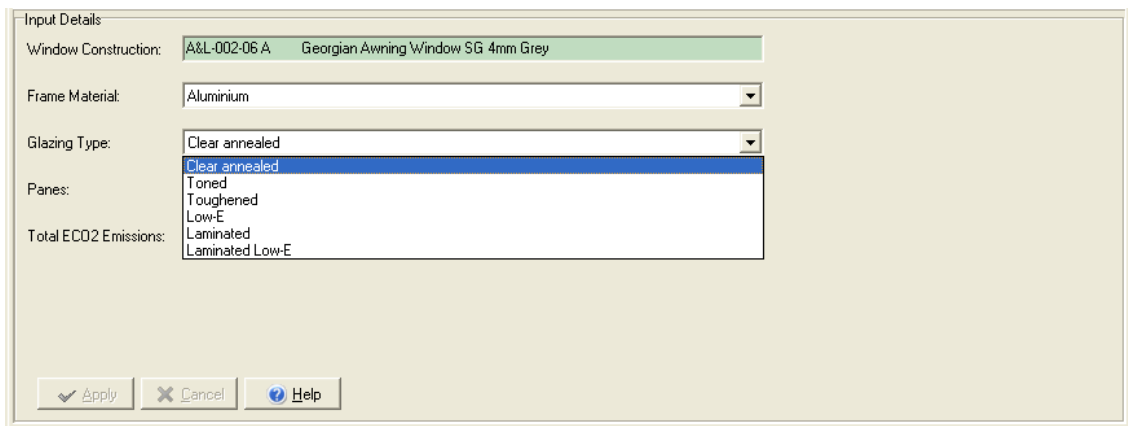 Input Details
Window Construction: A&L-002-06 A Georgian Awning Window SG 4mm Grey
Frame Material: Aluminium
Glazing Type: Clear annealed
Clear annealed
Toned
Panes:
Toughened
Low-E
Total ECO2 Emissions:
Laminated
Laminated Low-E
Apply Cancel Help